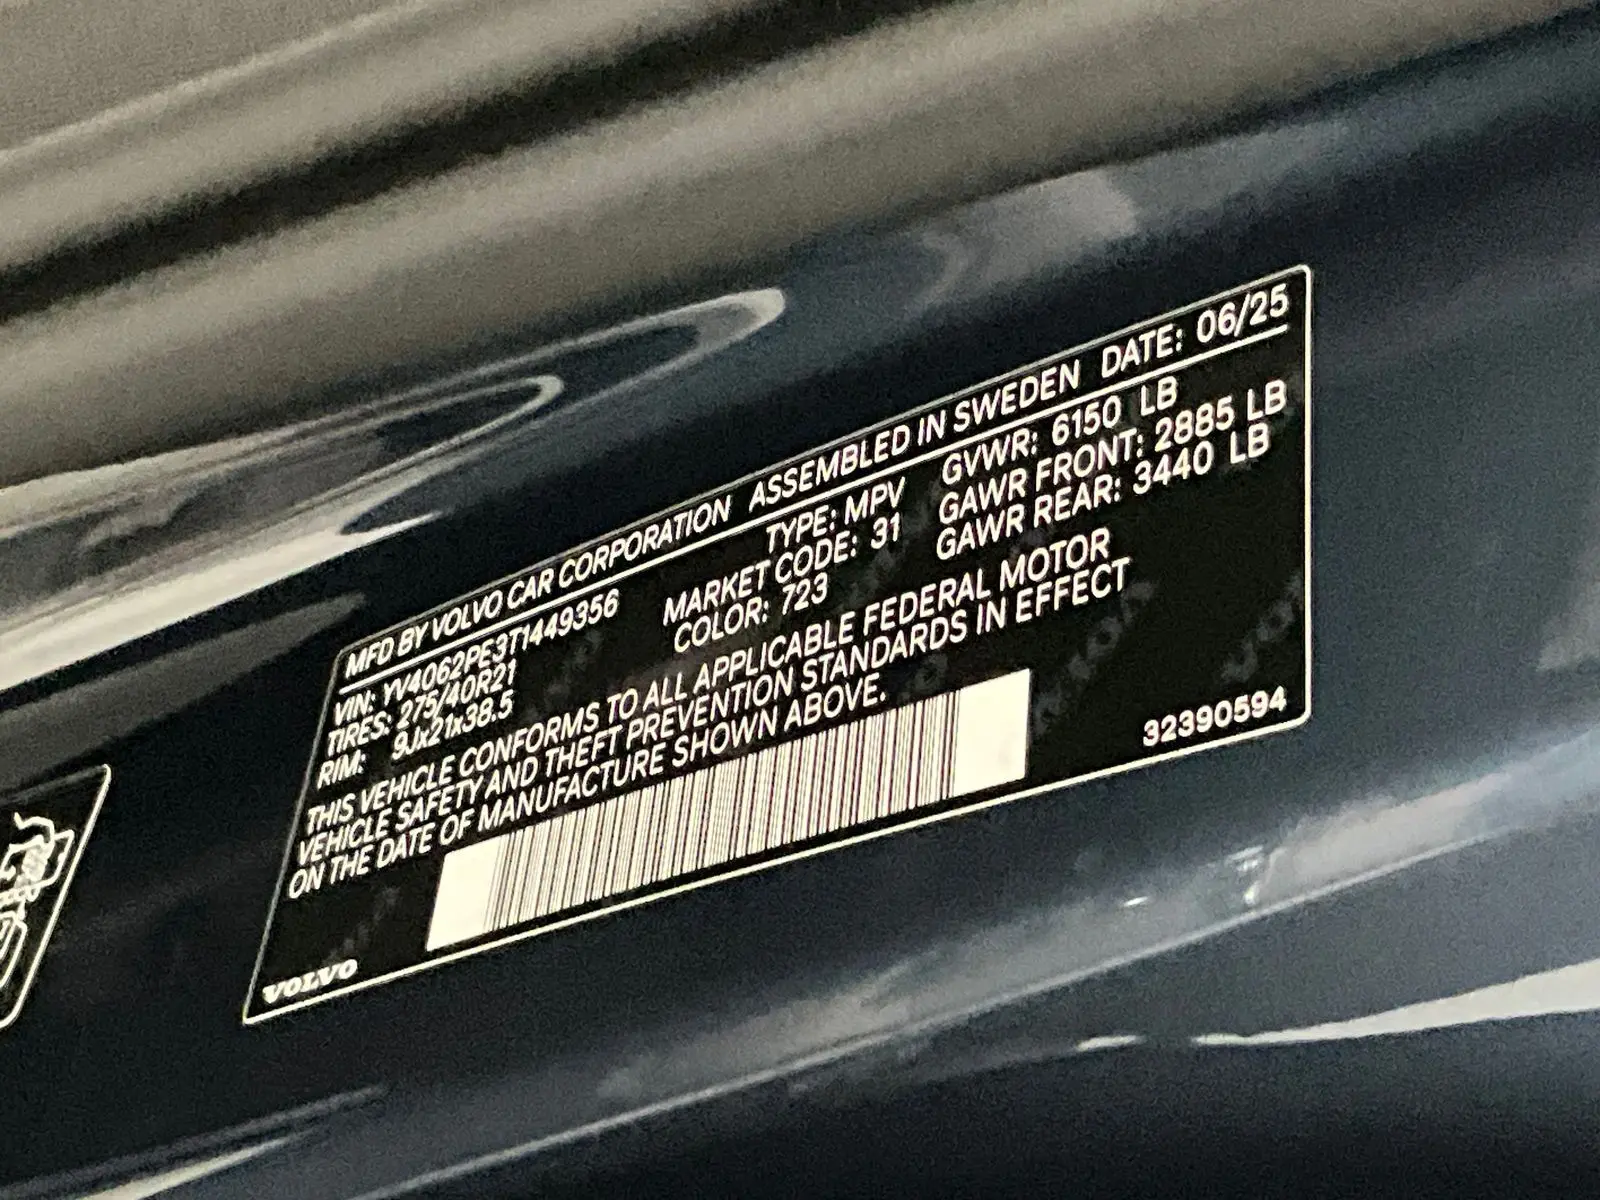 MFD BY VOLVO CAR CORPORATION ASSEMBLED IN SWEDEN DATE: 06/25
VIN: YV4062PE3T1449356 TYPE: MPV GVWR: 6150 LB
TIRES: 275/40R21 MARKET CODE: 31 GAWR FRONT: 2885 LB
RIM: 9Jx21x38.5 COLOR: 723 GAWR REAR: 3440 LB
THIS VEHICLE CONFORMS TO ALL APPLICABLE FEDERAL MOTOR
VEHICLE SAFETY AND THEFT PREVENTION STANDARDS IN EFFECT
ON THE DATE OF MANUFACTURE SHOWN ABOVE.
32390594
VOLVO